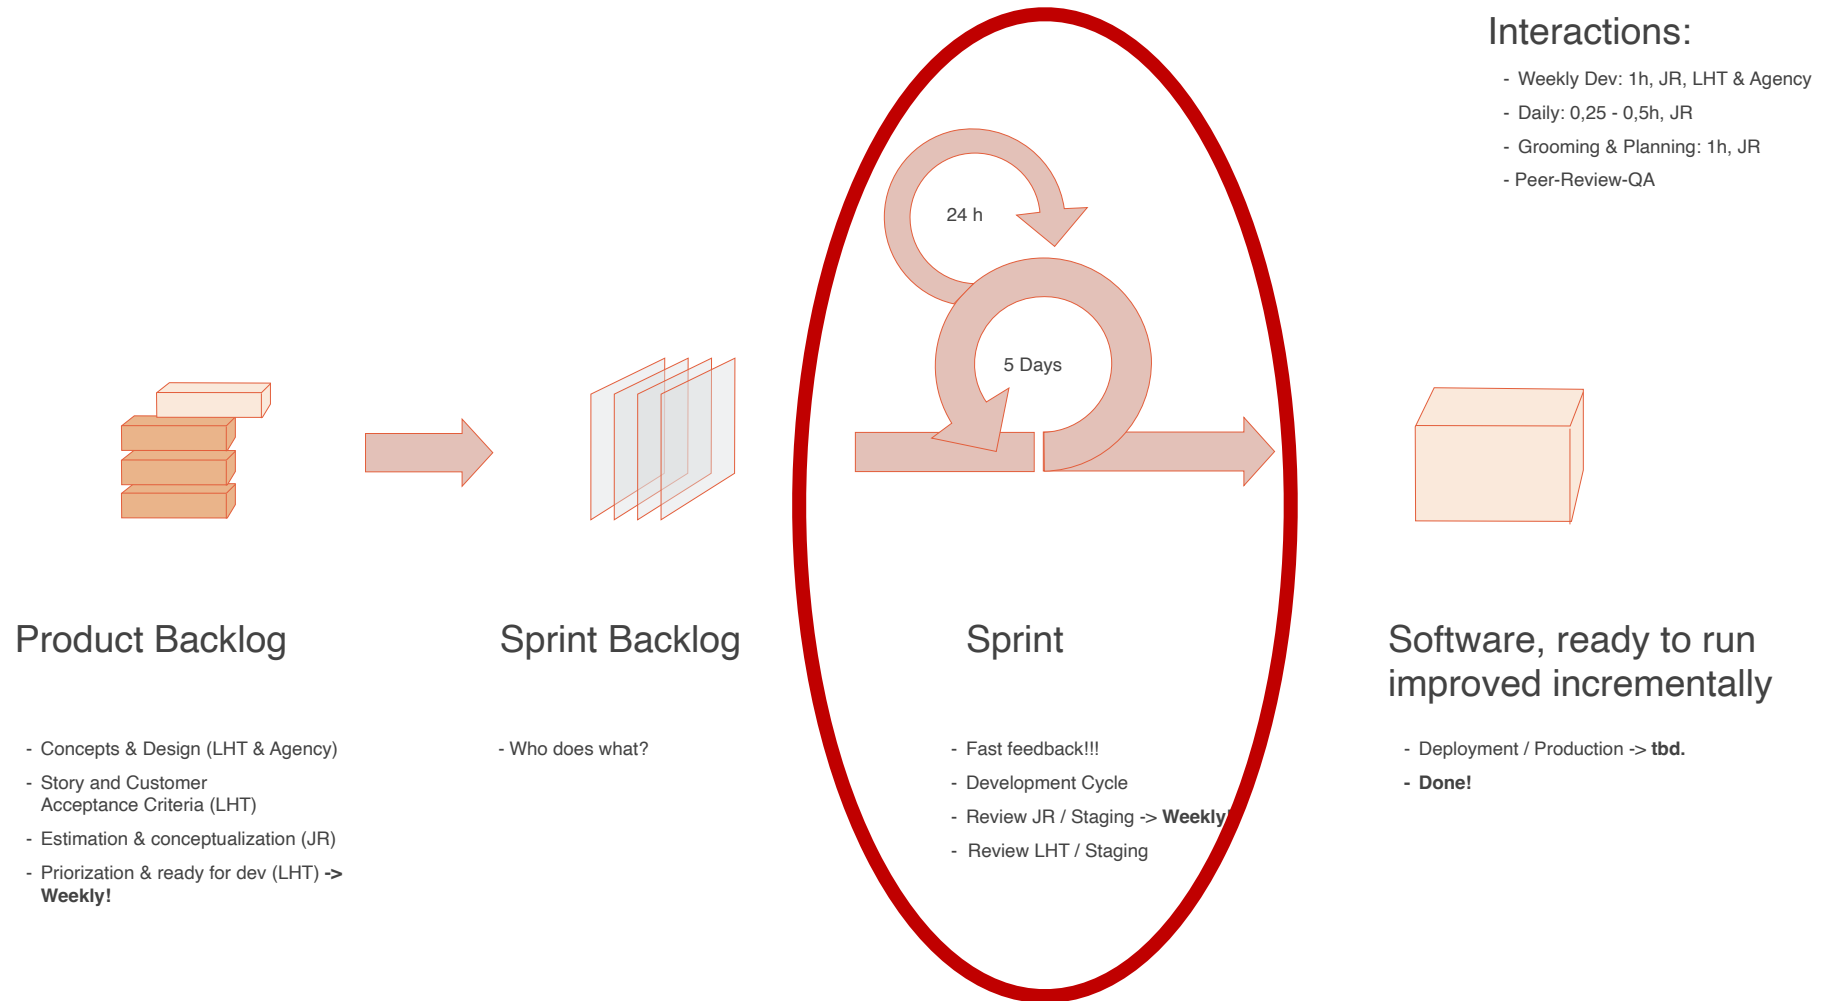 Interactions:
- Weekly Dev: 1h, JR, LHT & Agency
- Daily: 0,25 - 0,5h, JR
- Grooming & Planning: 1h, JR
- Peer-Review-QA
24 h
5 Days
Product Backlog
- Concepts & Design (LHT & Agency)
- Story and Customer
Acceptance Criteria (LHT)
- Estimation & conceptualization (JR)
- Priorization & ready for dev (LHT) ->
Weekly!
Sprint Backlog
- Who does what?
Sprint
- Fast feedback!!!
- Development Cycle
- Review JR / Staging -> Weekly!
- Review LHT / Staging
Software, ready to run
improved incrementally
- Deployment / Production -> tbd.
- Done!